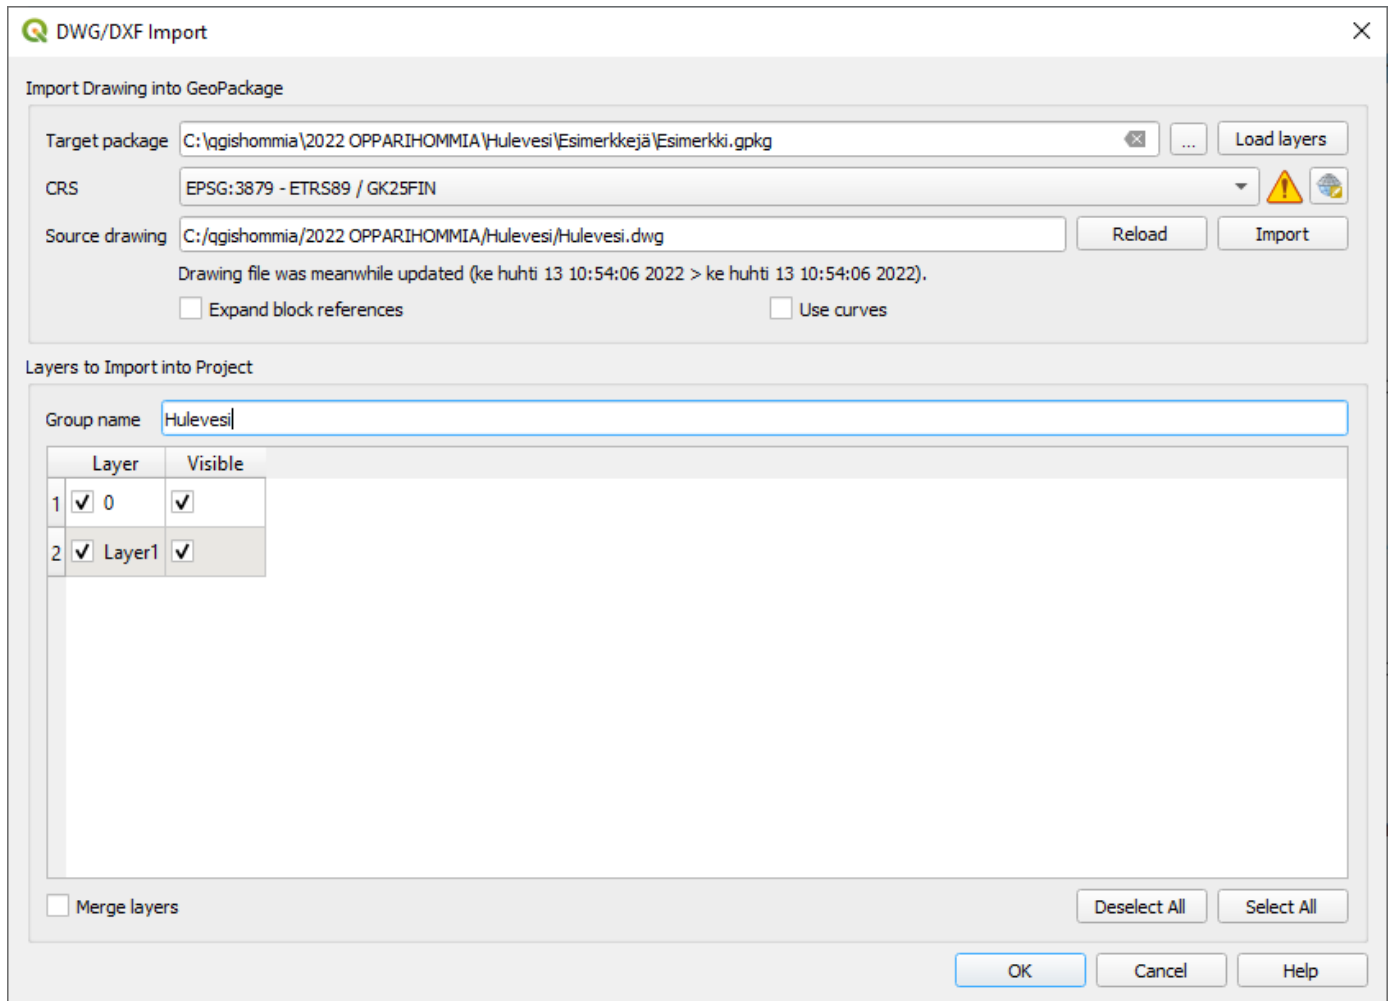 DWG/DXF Import
Import Drawing into GeoPackage
Target package C:\qgishommia\2022 OPPARIHOMMIA\Hulevesi\Esimerkkejä\Esimerkki.gpkg ... Load layers
CRS EPSG:3879 - ETRS89 / GK25FIN
Source drawing C:/qgishommia/2022 OPPARIHOMMIA/Hulevesi/Hulevesi.dwg Reload Import
Drawing file was meanwhile updated (ke huhti 13 10:54:06 2022 > ke huhti 13 10:54:06 2022).
Expand block references Use curves
Layers to Import into Project
Group name Hulevesi
Layer Visible
1 0
2 Layer1
Merge layers Deselect All Select All
OK Cancel Help